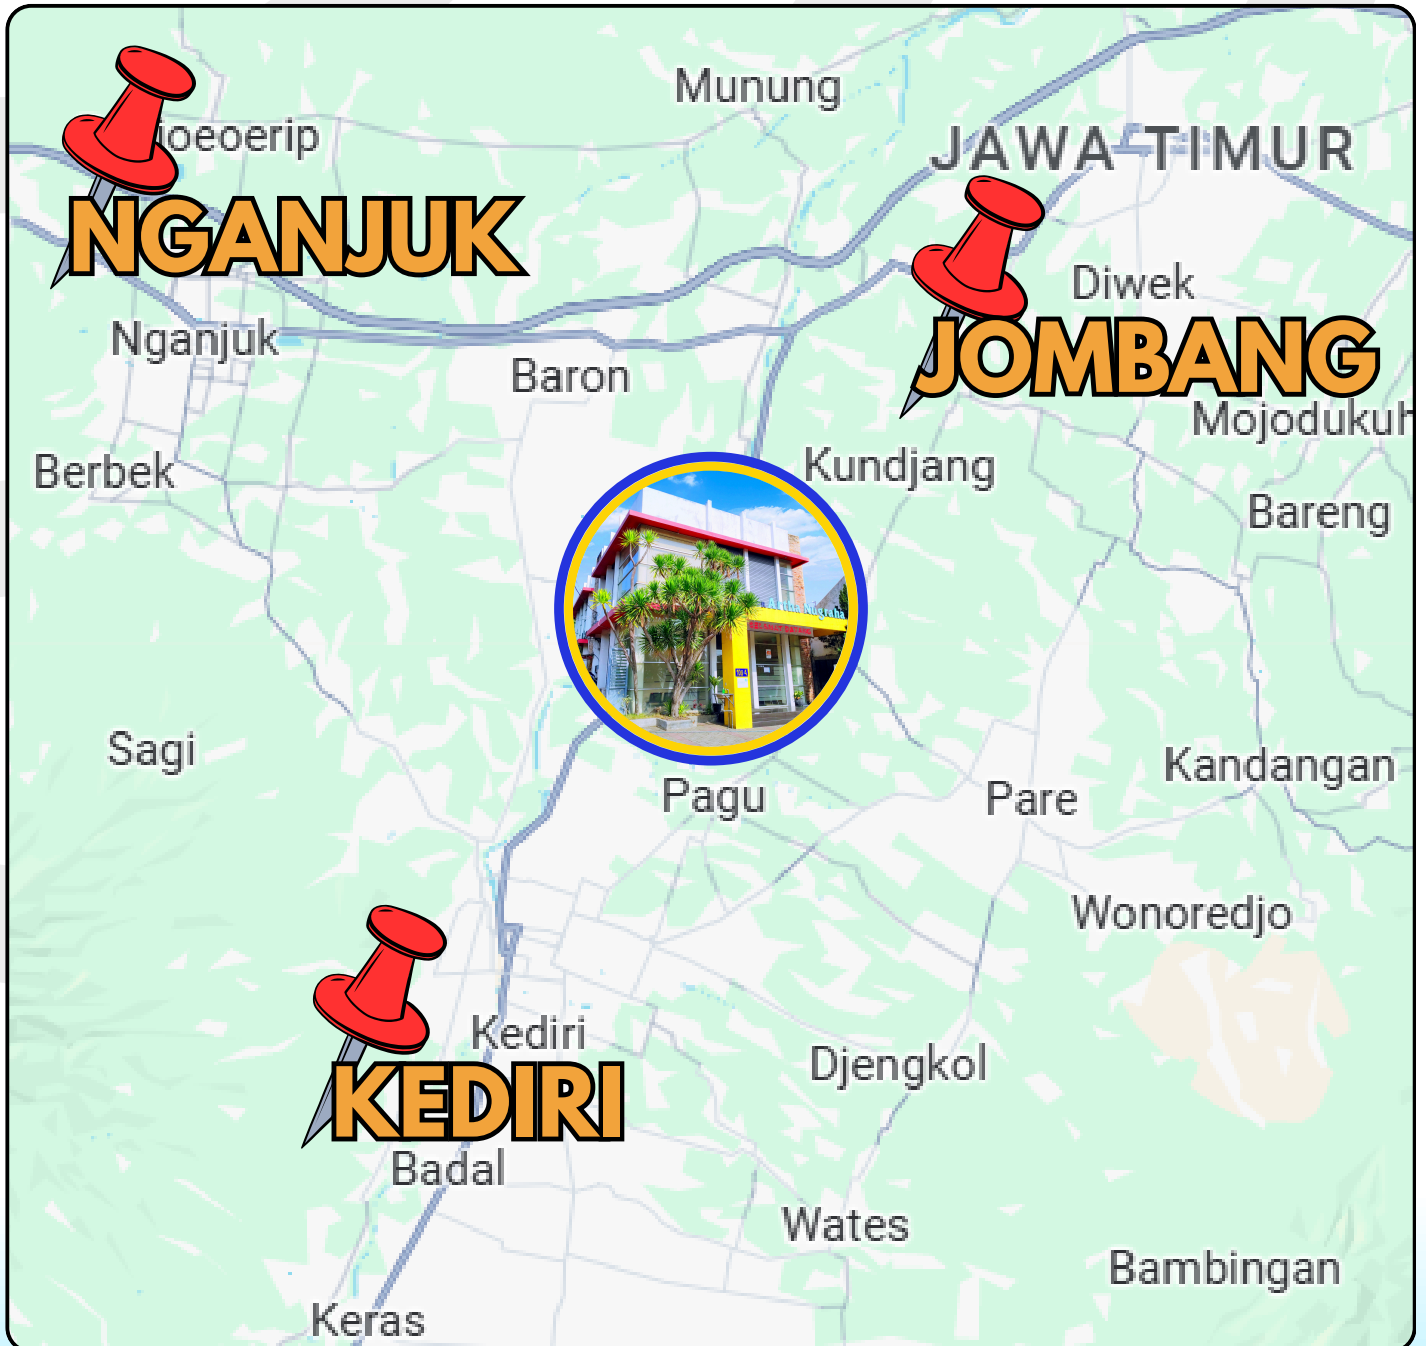 Munung
JAWA TIMUR
NGANJUK
Diwek
Nganjuk
JOMBANG
Baron
Berbek
Kundjang
Bareng
Nugraha
Sagi
Kandangan
Pagu
Pare
Wonoredjo
Kediri
Djengkol
KEDIRI
Badal
Wates
Bambingan
Keras